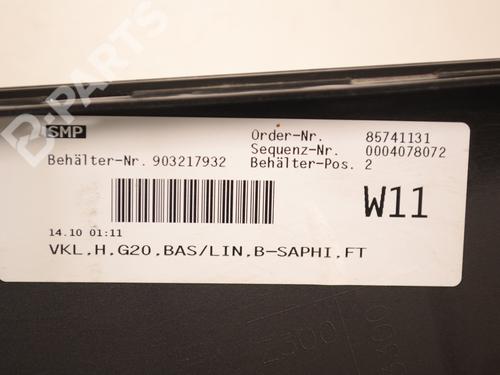 B-PARTS
SMP
Order-Nr. 85741131
Sequenz-Nr. 0004078072
Behälter-Nr. 903217932 Behälter-Pos. 2
W11
14.10 01:11
VKL,H,G20,BAS/LIN,B-SAPHI,FT